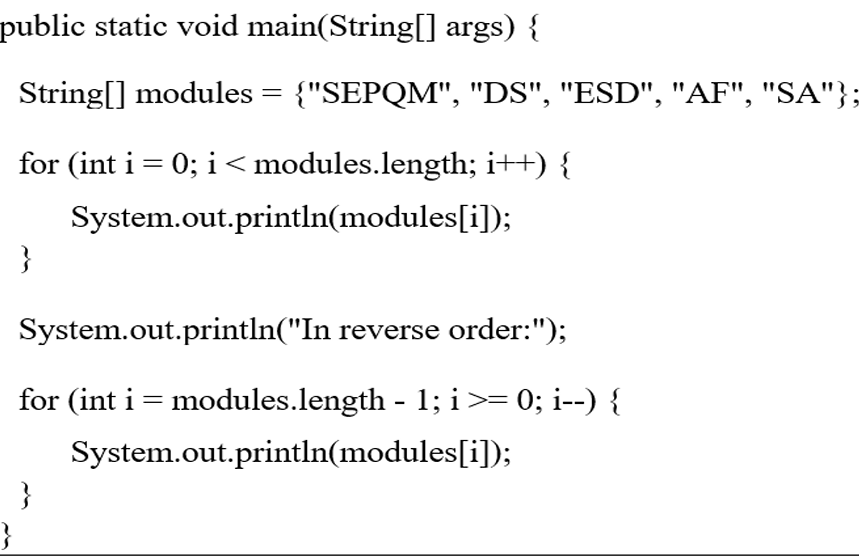 public static void main(String[] args) {
String[] modules = {"SEPQM", "DS", "ESD", "AF", "SA"};
for (int i = 0; i < modules.length; i++) {
System.out.println(modules[i]);
}
System.out.println("In reverse order:");
for (int i = modules.length - 1; i >= 0; i--) {
System.out.println(modules[i]);
}
}